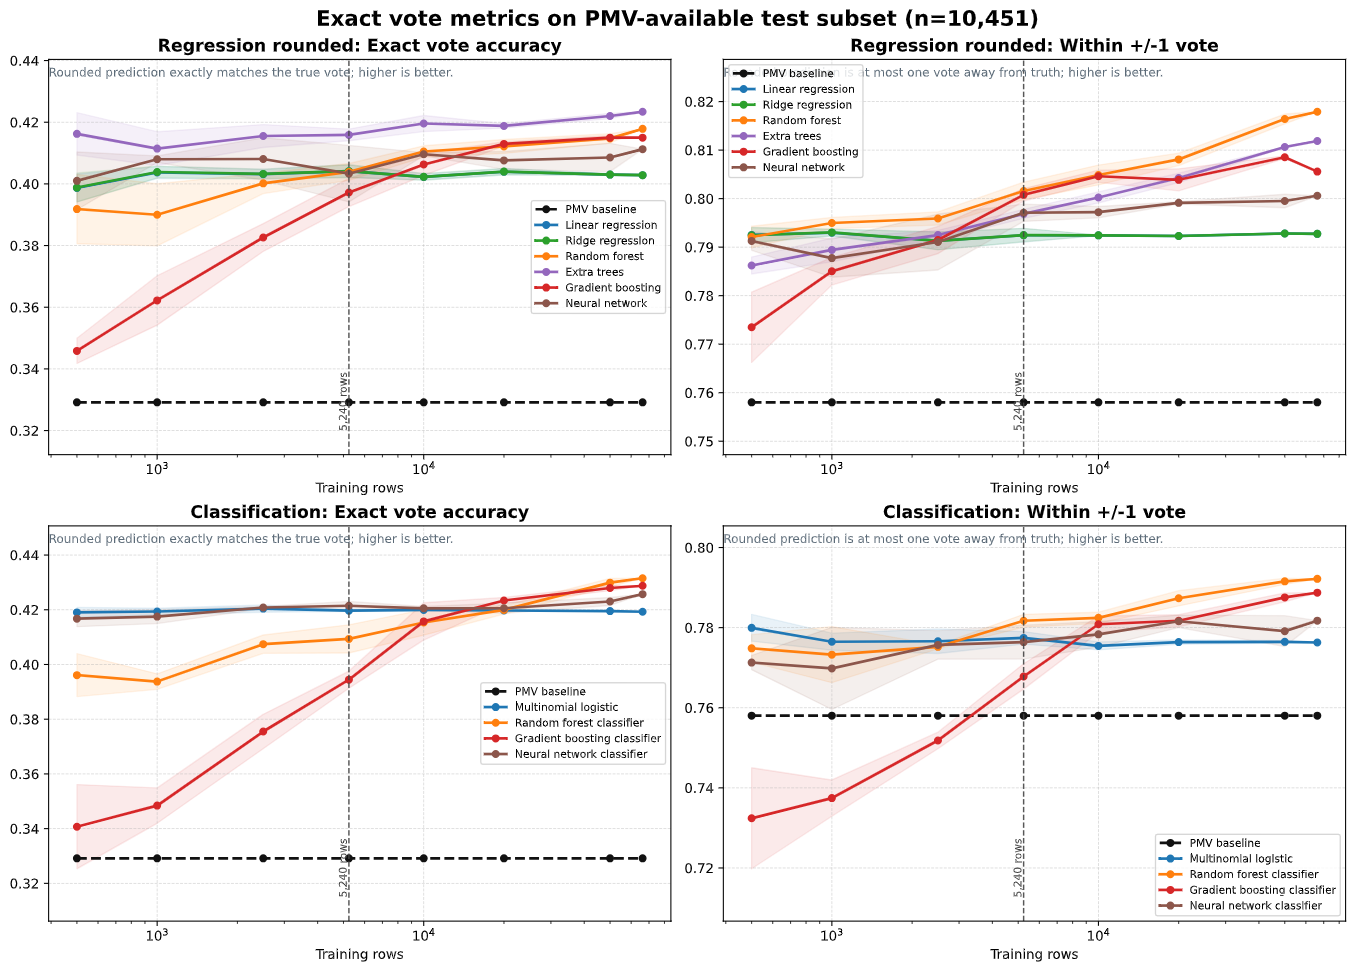 Exact vote metrics on PMV-available test subset (n=10,451)
Regression rounded: Exact vote accuracy
Rounded prediction exactly matches the true vote; higher is better.
0.44
0.42
0.40
0.38
0.36
0.34
0.32
5,240 rows
PMV baseline
Linear regression
Ridge regression
Random forest
Extra trees
Gradient boosting
Neural network
10³
10⁴
Training rows
Regression rounded: Within +/-1 vote
is at most one vote away from truth; higher is better.
PMV baseline
Linear regression
Ridge regression
Random forest
Extra trees
Gradient boosting
Neural network
0.82
0.81
0.80
0.79
0.78
0.77
0.76
0.75
5,240 rows
10³
10⁴
Training rows
Classification: Exact vote accuracy
Rounded prediction exactly matches the true vote; higher is better.
0.44
0.42
0.40
0.38
0.36
0.34
0.32
5,240 rows
PMV baseline
Multinomial logistic
Random forest classifier
Gradient boosting classifier
Neural network classifier
10³
10⁴
Training rows
Classification: Within +/-1 vote
Rounded prediction is at most one vote away from truth; higher is better.
0.80
0.78
0.76
0.74
0.72
5,240 rows
PMV baseline
Multinomial logistic
Random forest classifier
Gradient boosting classifier
Neural network classifier
10³
10⁴
Training rows